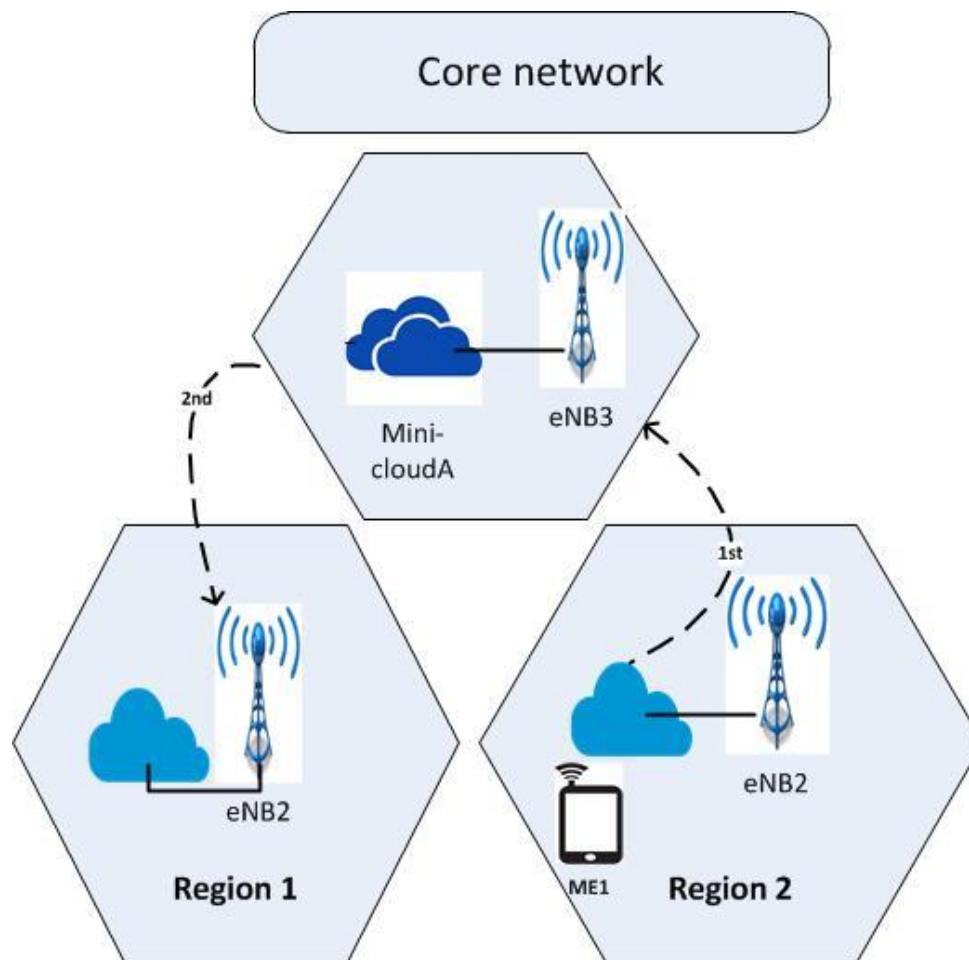 Core network
2nd
eNB3
Mini-
cloudA
1st
eNB2
eNB2
ME1
Region 1
Region 2